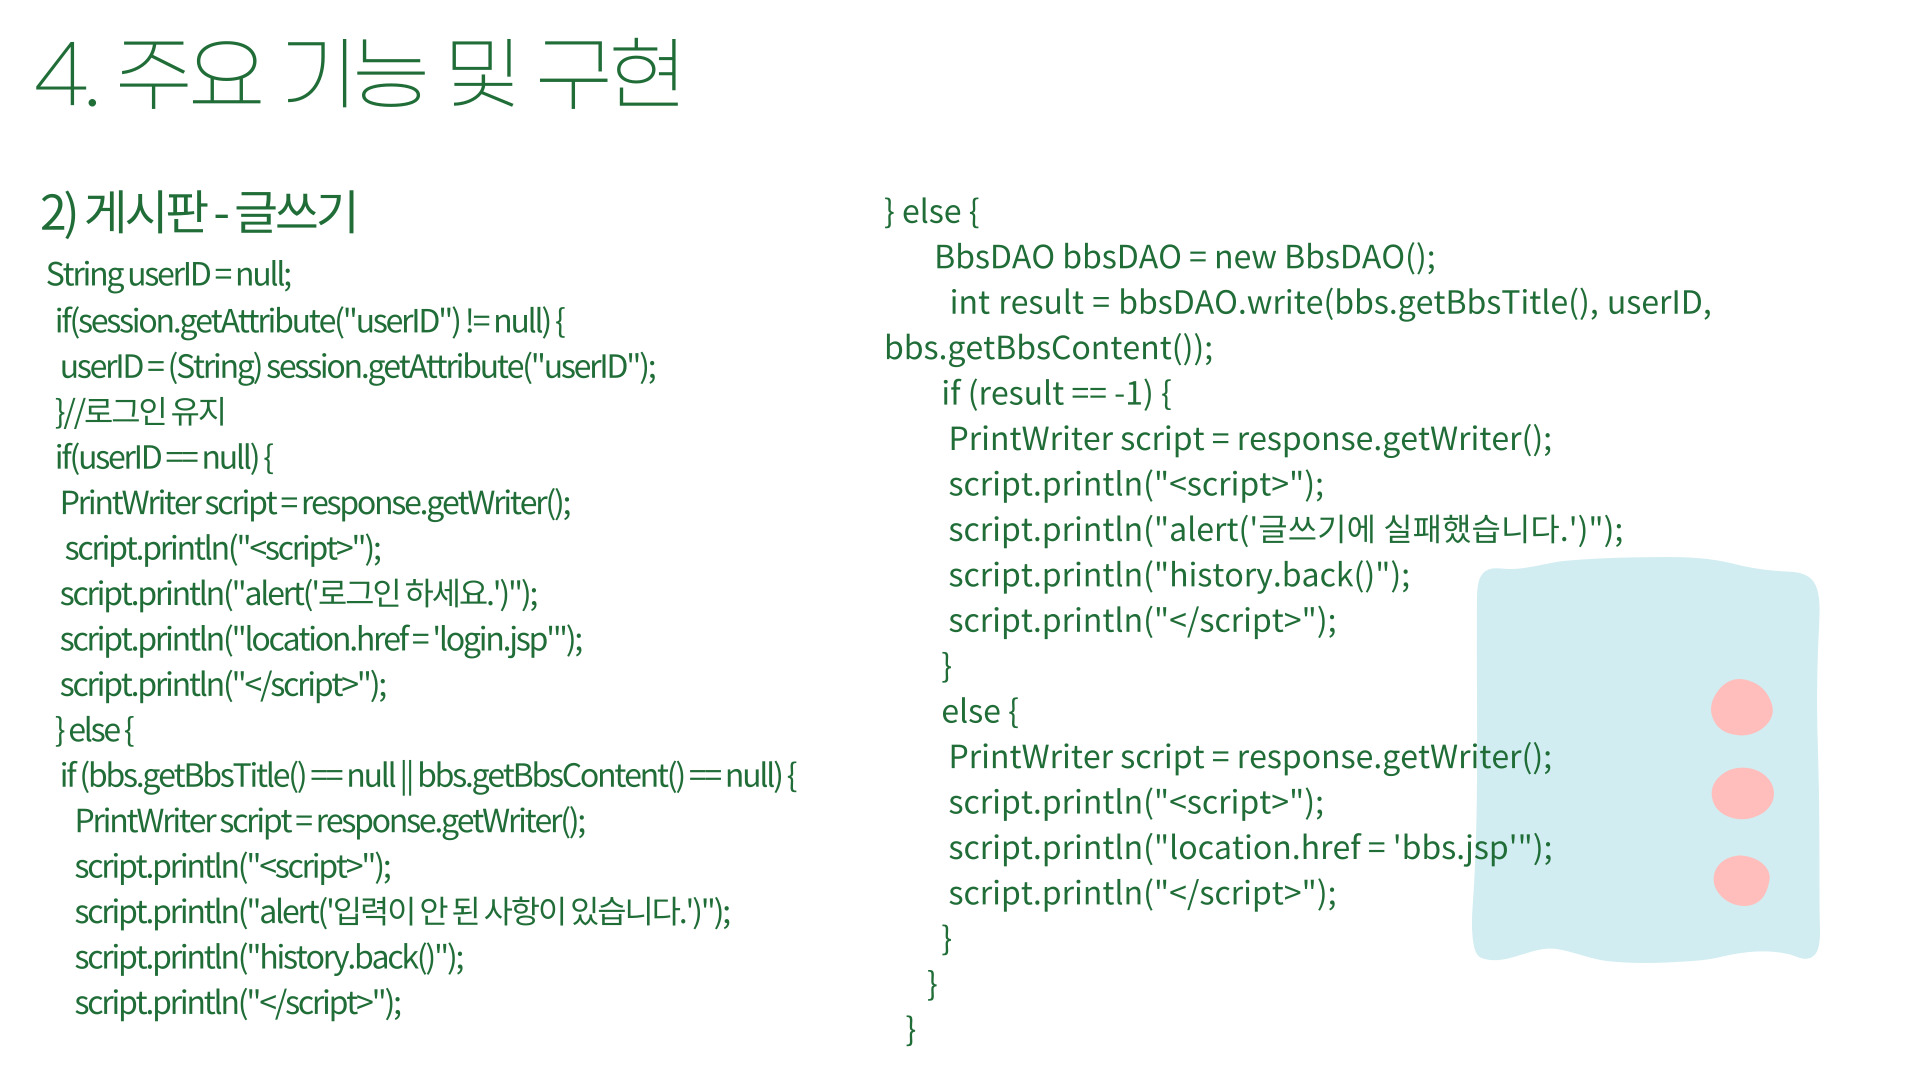 4. 주요 기능 및 구현
2) 게시판 - 글쓰기
String userID = null;
if(session.getAttribute("userID") != null) {
userID = (String) session.getAttribute("userID");
}//로그인 유지
if(userID == null) {
PrintWriter script = response.getWriter();
script.println("<script>");
script.println("alert('로그인 하세요.')");
script.println("location.href = 'login.jsp'");
script.println("</script>");
} else {
if (bbs.getBbsTitle() == null || bbs.getBbsContent() == null) {
PrintWriter script = response.getWriter();
script.println("<script>");
script.println("alert('입력이 안 된 사항이 있습니다.')");
script.println("history.back()");
script.println("</script>");
} else {
BbsDAO bbsDAO = new BbsDAO();
int result = bbsDAO.write(bbs.getBbsTitle(), userID,
bbs.getBbsContent());
if (result == -1) {
PrintWriter script = response.getWriter();
script.println("<script>");
script.println("alert('글쓰기에 실패했습니다.')");
script.println("history.back()");
script.println("</script>");
}
else {
PrintWriter script = response.getWriter();
script.println("<script>");
script.println("location.href = 'bbs.jsp'");
script.println("</script>");
}
}
}